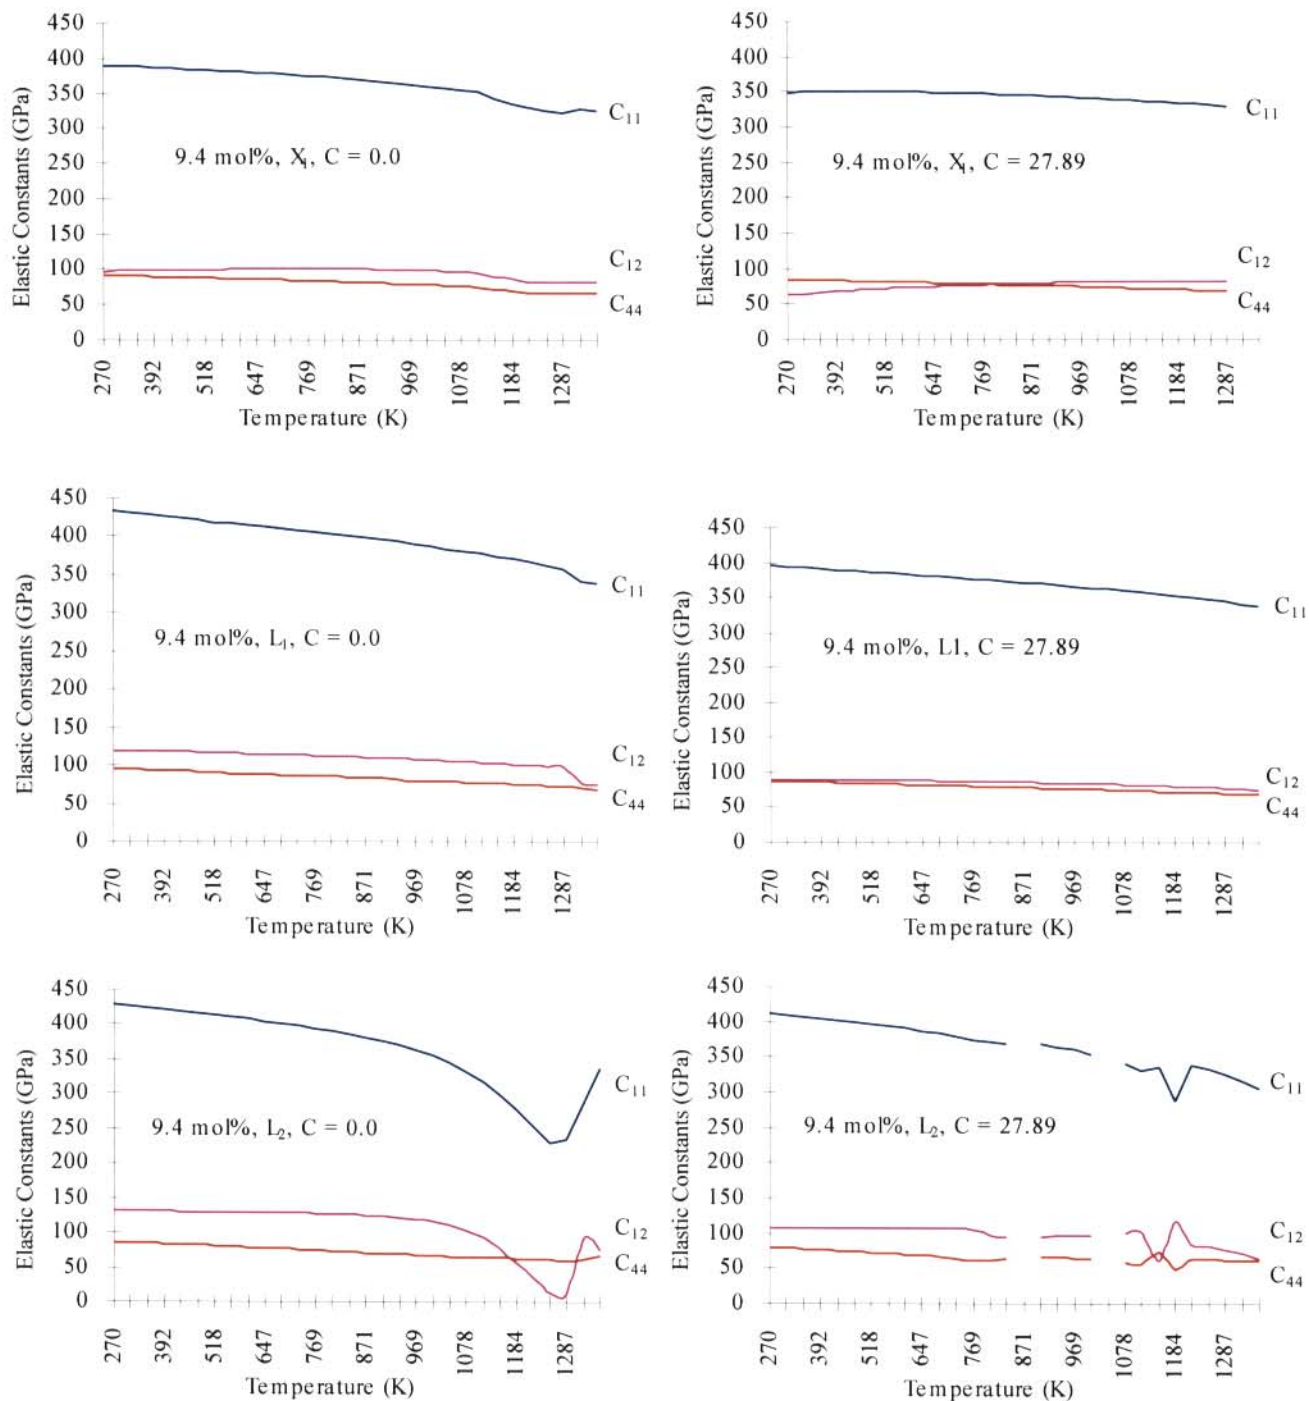 450
400
350
300
250
200
150
100
50
0
Elastic Constants (GPa)
9.4 mol%, X₁, C = 0.0
C₁₁
C₁₂
C₄₄
270 392 518 647 769 871 969 1078 1184 1287
Temperature (K)
450
400
350
300
250
200
150
100
50
0
Elastic Constants (GPa)
9.4 mol%, X₁, C = 27.89
C₁₁
C₁₂
C₄₄
270 392 518 647 769 871 969 1078 1184 1287
Temperature (K)
450
400
350
300
250
200
150
100
50
0
Elastic Constants (GPa)
9.4 mol%, L₁, C = 0.0
C₁₁
C₁₂
C₄₄
270 392 518 647 769 871 969 1078 1184 1287
Temperature (K)
450
400
350
300
250
200
150
100
50
0
Elastic Constants (GPa)
9.4 mol%, L1, C = 27.89
C₁₁
C₁₂
C₄₄
270 392 518 647 769 871 969 1078 1184 1287
Temperature (K)
450
400
350
300
250
200
150
100
50
0
Elastic Constants (GPa)
9.4 mol%, L₂, C = 0.0
C₁₁
C₁₂
C₄₄
270 392 518 647 769 871 969 1078 1184 1287
Temperature (K)
450
400
350
300
250
200
150
100
50
0
Elastic Constants (GPa)
9.4 mol%, L₂, C = 27.89
C₁₁
C₁₂
C₄₄
270 392 518 647 769 871 969 1078 1184 1287
Temperature (K)